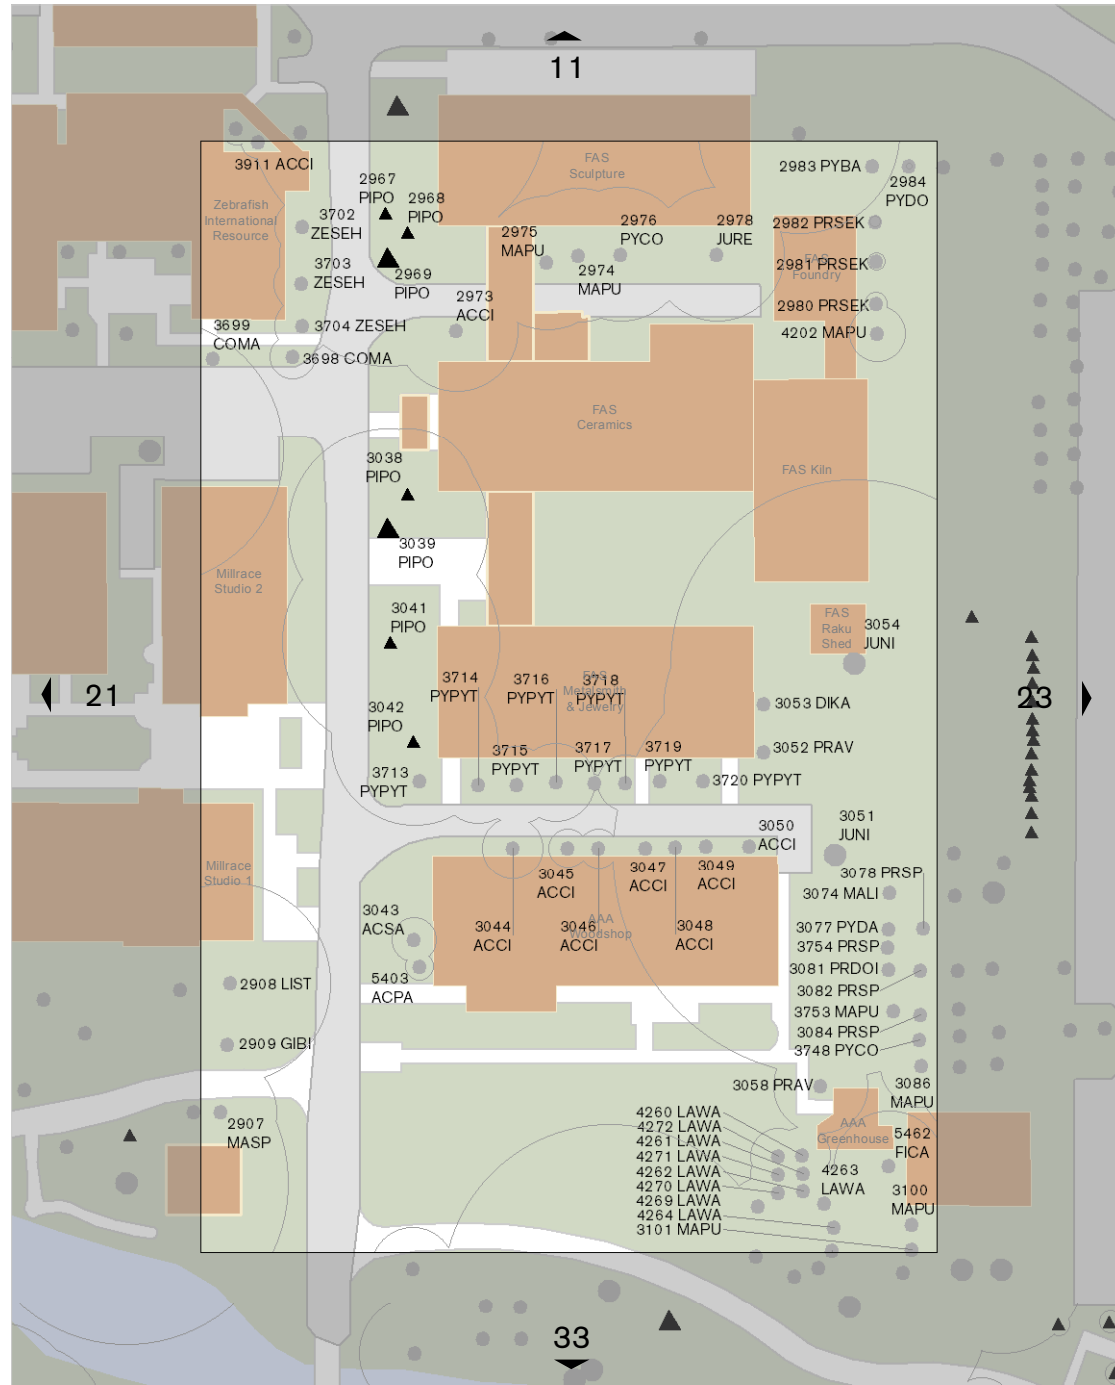 11
3911 ACCI
FAS
Sculpture
2983 PYBA
2984
PYDO
2967
PIPO
2968
PIPO
Zebrafish
International
Resource
3702
ZESEH
2975
MAPU
2976
PYCO
2978
JURE
2982 PRSEK
3703
ZESEH
2969
PIPO
2974
MAPU
2981 PRSEK
FAS
Foundry
2973
ACCI
2980 PRSEK
3699
COMA
3704 ZESEH
4202 MAPU
3698 COMA
FAS
Ceramics
3038
PIPO
FAS Kiln
3039
PIPO
Millrace
Studio 2
3041
PIPO
FAS
Raku
Shed
3054
JUNI
3714
PYPYT
3716
PYPYT
3718
PYPYT
FAS
Metalsmith
& Jewelry
21
23
3042
PIPO
3053 DIKA
3715
PYPYT
3717
PYPYT
3719
PYPYT
3052 PRAV
3713
PYPYT
3720 PYPYT
3051
JUNI
3050
ACCI
Millrace
Studio 1
3045
ACCI
3047
ACCI
3049
ACCI
3078 PRSP
3074 MALI
3043
ACSA
3044
ACCI
3046
ACCI
3048
ACCI
AAA
Woodshop
3077 PYDA
3754 PRSP
3081 PRDOI
5403
ACPA
2908 LIST
3082 PRSP
3753 MAPU
3084 PRSP
2909 GIBI
3748 PYCO
3058 PRAV
3086
MAPU
2907
MASP
4260 LAWA
4272 LAWA
4261 LAWA
4271 LAWA
4262 LAWA
4270 LAWA
4269 LAWA
4264 LAWA
3101 MAPU
AAA
Greenhouse
5462
FICA
4263
LAWA
3100
MAPU
33